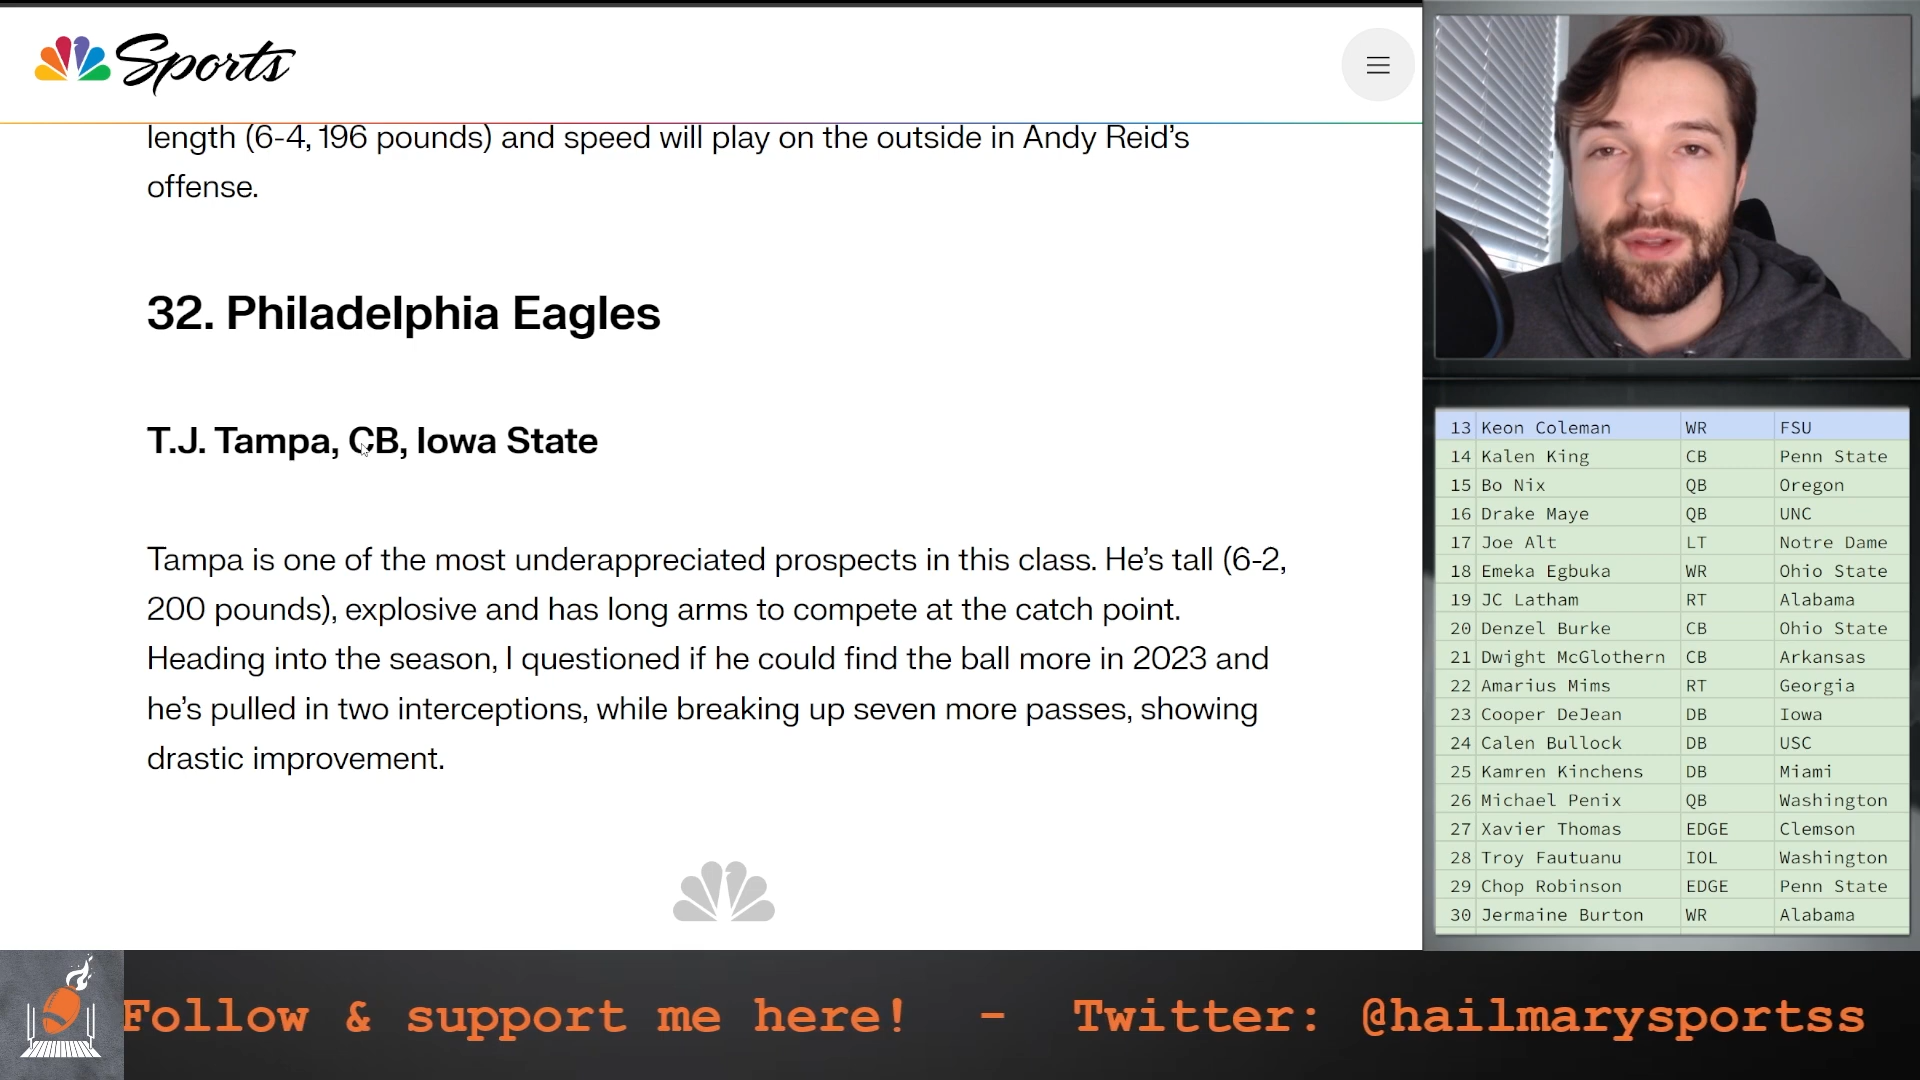 Sports
length (6-4, 196 pounds) and speed will play on the outside in Andy Reid’s
offense.
32. Philadelphia Eagles
T.J. Tampa, CB, Iowa State
Tampa is one of the most underappreciated prospects in this class. He’s tall (6-2,
200 pounds), explosive and has long arms to compete at the catch point.
Heading into the season, I questioned if he could find the ball more in 2023 and
he’s pulled in two interceptions, while breaking up seven more passes, showing
drastic improvement.
13 Keon Coleman WR FSU
14 Kalen King CB Penn State
15 Bo Nix QB Oregon
16 Drake Maye QB UNC
17 Joe Alt LT Notre Dame
18 Emeka Egbuka WR Ohio State
19 JC Latham RT Alabama
20 Denzel Burke CB Ohio State
21 Dwight McGlothern CB Arkansas
22 Amarius Mims RT Georgia
23 Cooper DeJean DB Iowa
24 Calen Bullock DB USC
25 Kamren Kinchens DB Miami
26 Michael Penix QB Washington
27 Xavier Thomas EDGE Clemson
28 Troy Fautuanu IOL Washington
29 Chop Robinson EDGE Penn State
30 Jermaine Burton WR Alabama
Follow & support me here! - Twitter: @hailmarysportss